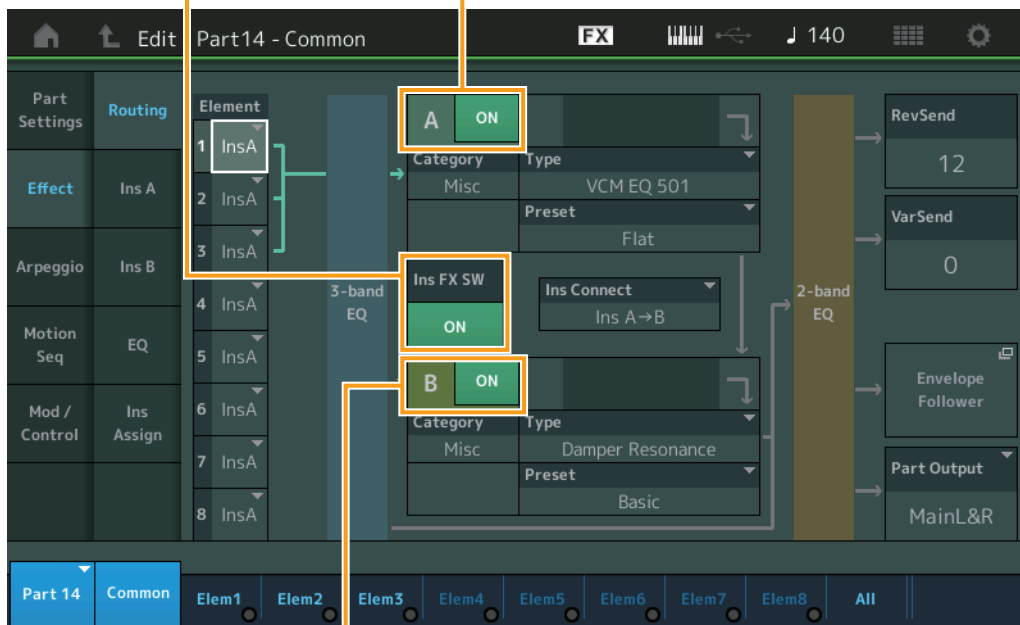 Edit Part14 - Common FX 140
Part Settings
Effect
Arpeggio
Motion Seq
Mod / Control
Routing
Ins A
Ins B
EQ
Ins Assign
Element
1 InsA
2 InsA
3 InsA
4 InsA
5 InsA
6 InsA
7 InsA
8 InsA
3-band EQ
A ON
Category Type
Misc VCM EQ 501
Preset
Flat
Ins FX SW
ON
Ins Connect
Ins A→B
B ON
Category Type
Misc Damper Resonance
Preset
Basic
2-band EQ
RevSend
12
VarSend
0
Envelope Follower
Part Output
MainL&R
Part 14 Common Elem1 Elem2 Elem3 Elem4 Elem5 Elem6 Elem7 Elem8 All